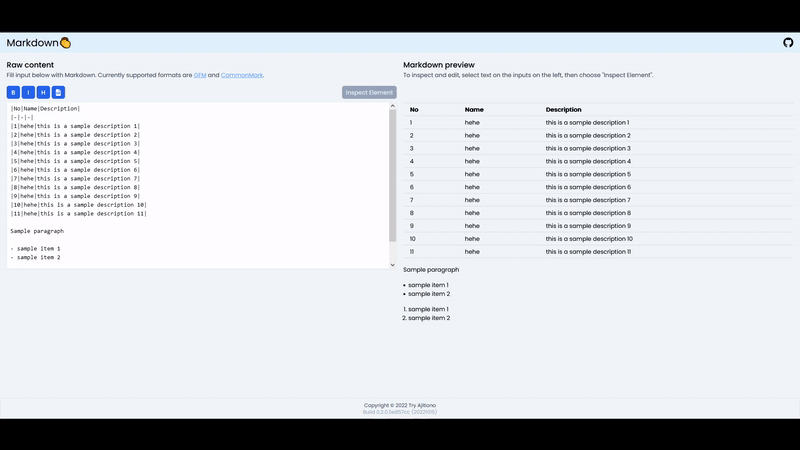 Markdown
Raw content
Fill input below with Markdown. Currently supported formats are GFM and CommonMark.
B I H
Inspect Element
|No|Name|Description|
|-|-|-|
|1|hehe|this is a sample description 1|
|2|hehe|this is a sample description 2|
|3|hehe|this is a sample description 3|
|4|hehe|this is a sample description 4|
|5|hehe|this is a sample description 5|
|6|hehe|this is a sample description 6|
|7|hehe|this is a sample description 7|
|8|hehe|this is a sample description 8|
|9|hehe|this is a sample description 9|
|10|hehe|this is a sample description 10|
|11|hehe|this is a sample description 11|
Sample paragraph
- sample item 1
- sample item 2
Markdown preview
To inspect and edit, select text on the inputs on the left, then choose "Inspect Element".
No Name Description
1 hehe this is a sample description 1
2 hehe this is a sample description 2
3 hehe this is a sample description 3
4 hehe this is a sample description 4
5 hehe this is a sample description 5
6 hehe this is a sample description 6
7 hehe this is a sample description 7
8 hehe this is a sample description 8
9 hehe this is a sample description 9
10 hehe this is a sample description 10
11 hehe this is a sample description 11
Sample paragraph
• sample item 1
• sample item 2
1. sample item 1
2. sample item 2
Copyright © 2022 Try Ajitiono
Build 0.2.0